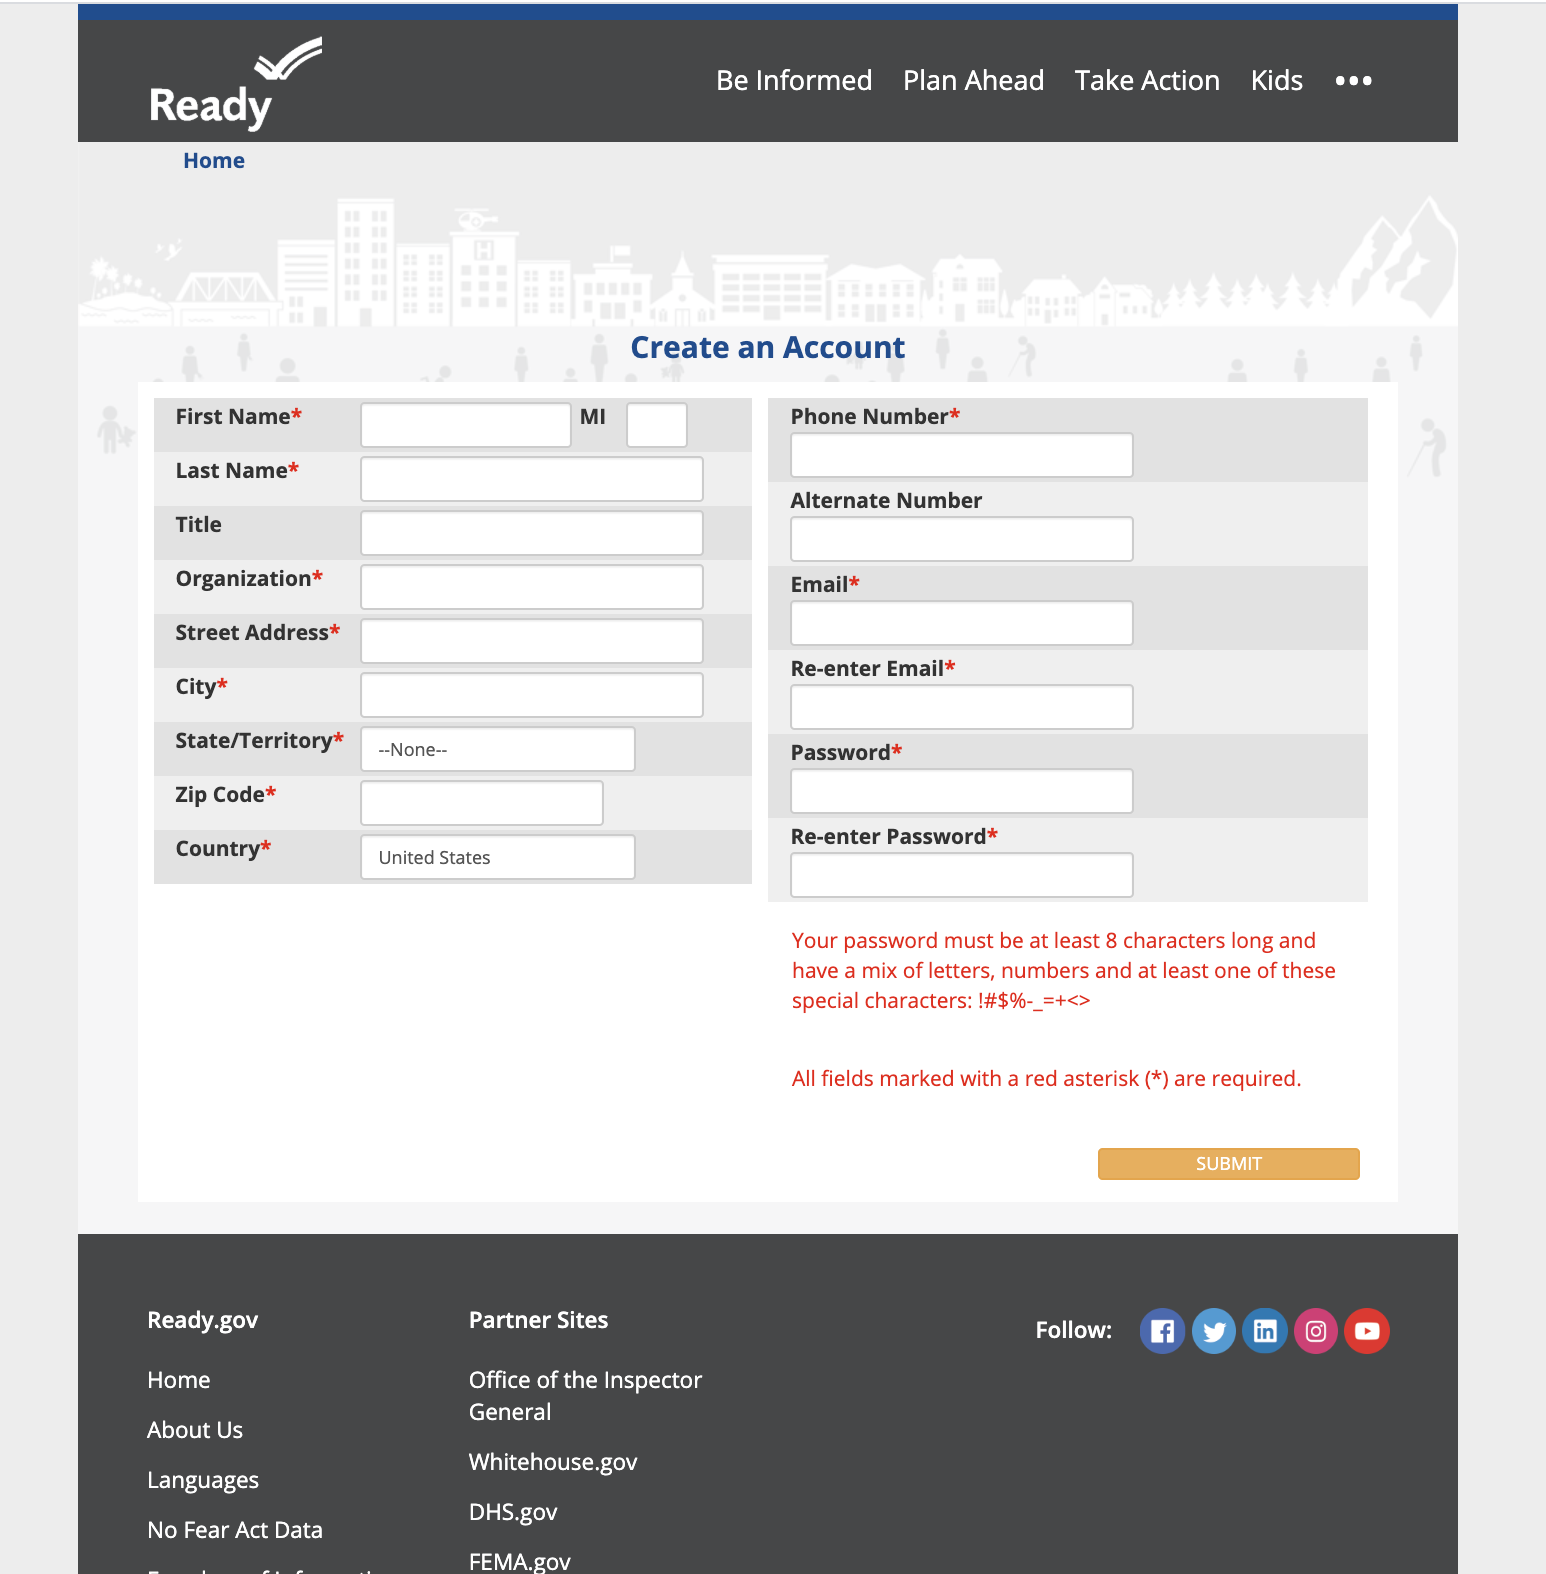 Ready
Be Informed Plan Ahead Take Action Kids •••
Home
H
Create an Account
First Name* MI
Last Name*
Title
Organization*
Street Address*
City*
State/Territory* --None--
Zip Code*
Country* United States
Phone Number*
Alternate Number
Email*
Re-enter Email*
Password*
Re-enter Password*
Your password must be at least 8 characters long and
have a mix of letters, numbers and at least one of these
special characters: !#$%-_=+<>
All fields marked with a red asterisk (*) are required.
SUBMIT
Ready.gov
Home
About Us
Languages
No Fear Act Data
Partner Sites
Office of the Inspector
General
Whitehouse.gov
DHS.gov
FEMA.gov
Follow: